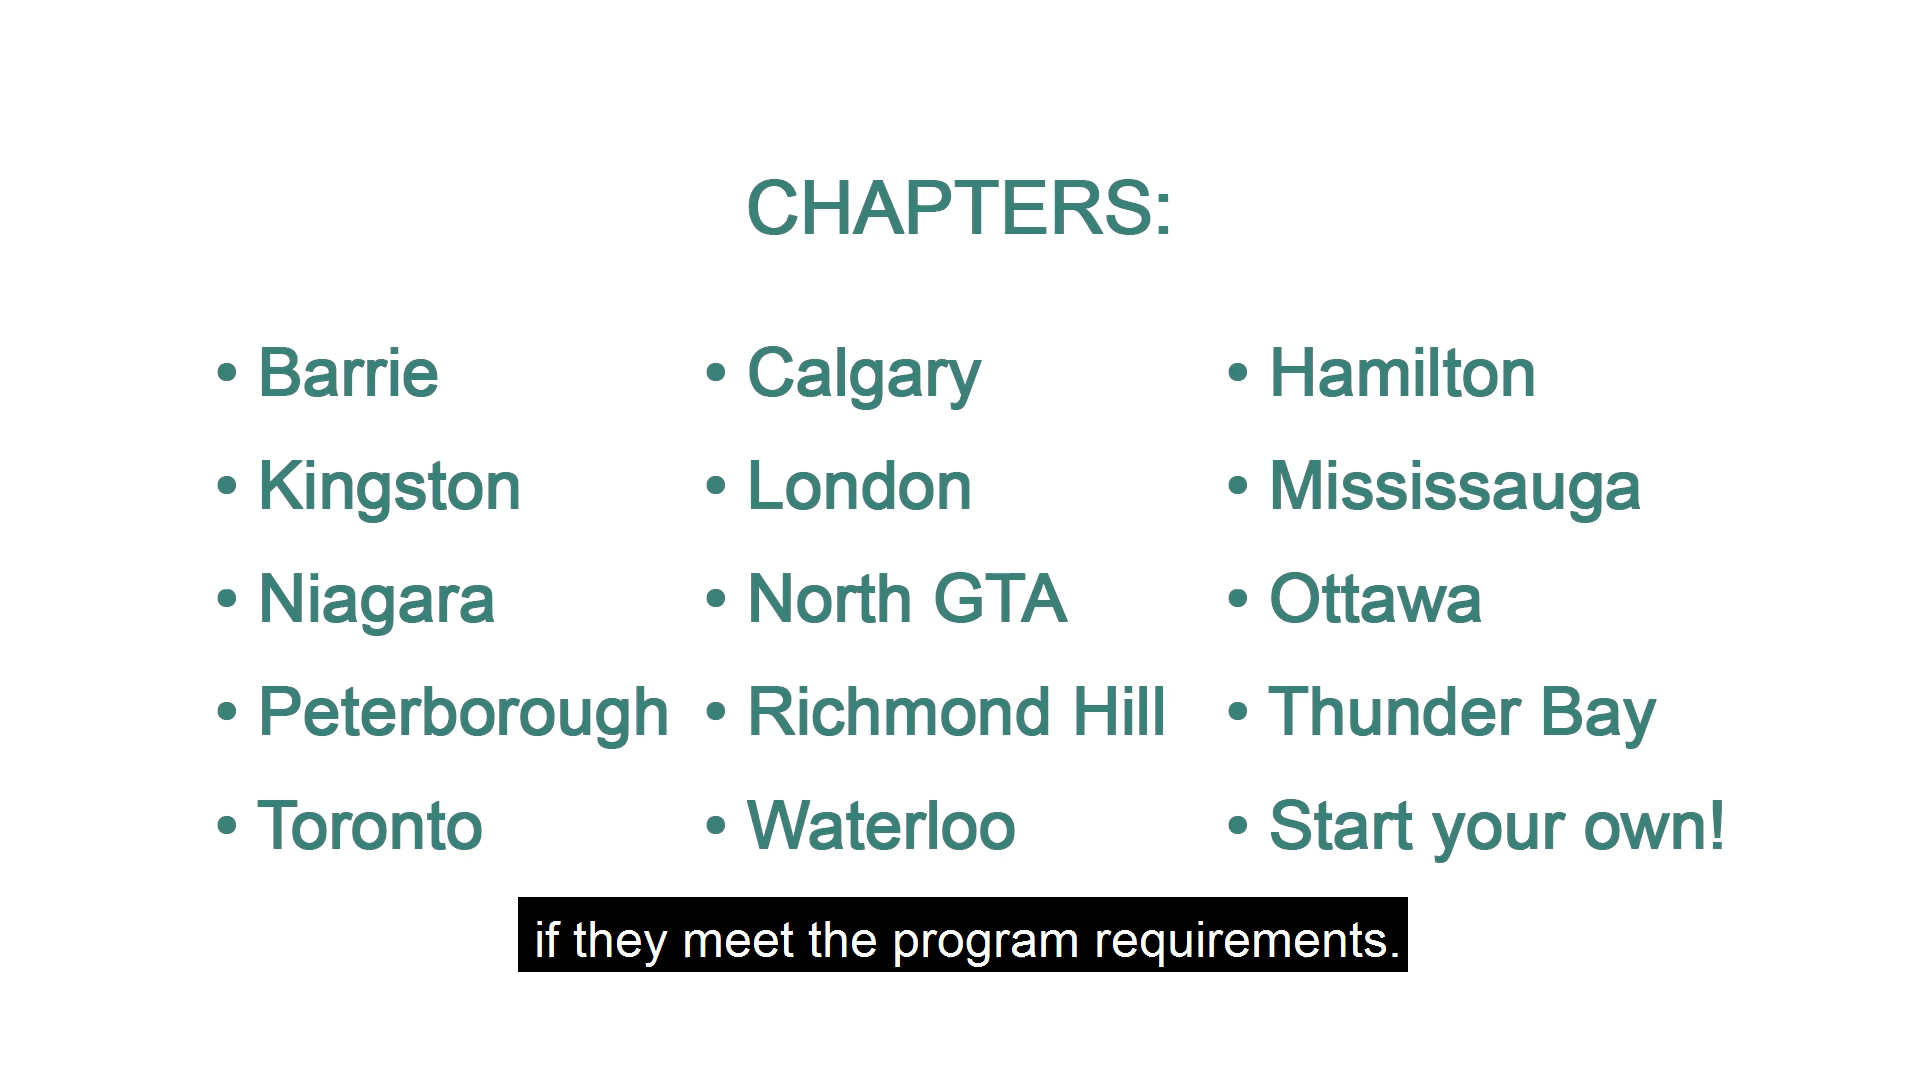 CHAPTERS:
• Barrie
• Calgary
• Hamilton
• Kingston
• London
• Mississauga
• Niagara
• North GTA
• Ottawa
• Peterborough
• Richmond Hill
• Thunder Bay
• Toronto
• Waterloo
• Start your own!
if they meet the program requirements.